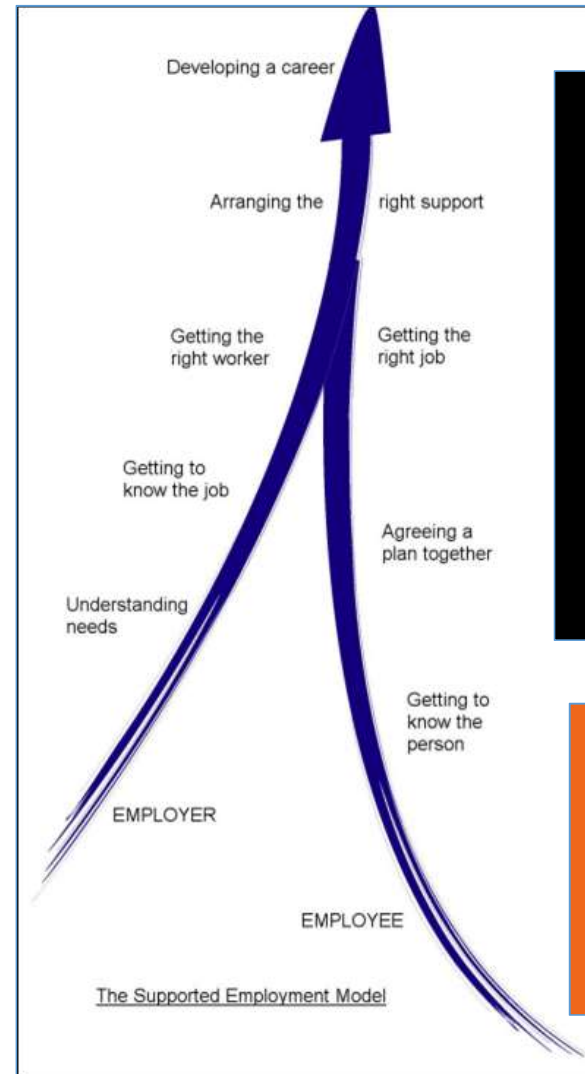 Developing a career
Arranging the right support
Getting the
right worker
Getting the
right job
Getting to
know the job
Agreeing a
plan together
Understanding
needs
Getting to
know the
person
EMPLOYER
EMPLOYEE
The Supported Employment Model